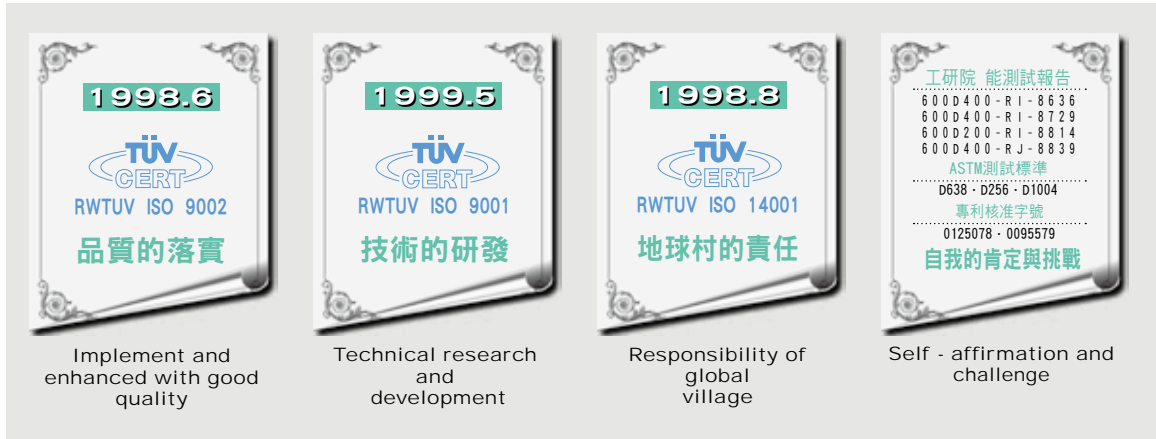 1998.6
TÜV
CERT
RWTUV ISO 9002
品質的落實
Implement and
enhanced with good
quality
1999.5
TÜV
CERT
RWTUV ISO 9001
技術的研發
Technical research
and
development
1998.8
TÜV
CERT
RWTUV ISO 14001
地球村的責任
Responsibility of
global
village
工研院 能測試報告
600D400-RI-8636
600D400-RI-8729
600D200-RI-8814
600D400-RJ-8839
ASTM測試標準
D638．D256．D1004
專利核准字號
0125078．0095579
自我的肯定與挑戰
Self - affirmation and
challenge